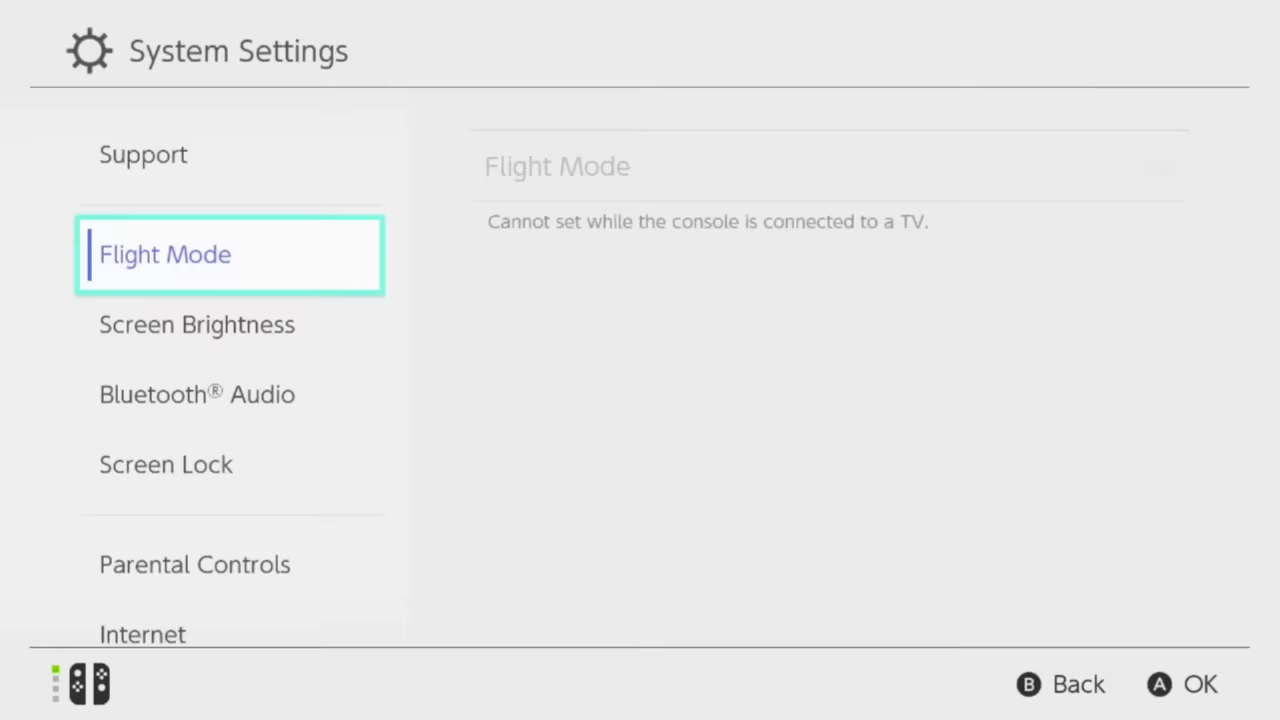 System Settings
Support
Flight Mode
Screen Brightness
Bluetooth® Audio
Screen Lock
Parental Controls
Internet
Flight Mode
Cannot set while the console is connected to a TV.
B Back
A OK